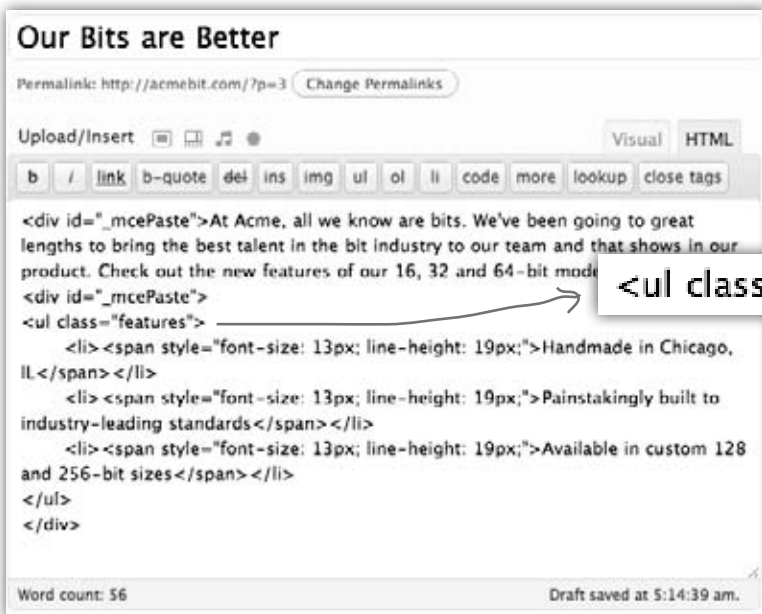 Our Bits are Better
Permalink: http://acmebit.com/?p=3 Change Permalinks
Upload/Insert Visual HTML
b i link b-quote del ins img ul ol li code more lookup close tags
<div id="_mcePaste">At Acme, all we know are bits. We've been going to great
lengths to bring the best talent in the bit industry to our team and that shows in our
product. Check out the new features of our 16, 32 and 64-bit mode
<div id="_mcePaste">
<ul class
<ul class="features">
<li><span style="font-size: 13px; line-height: 19px;">Handmade in Chicago,
IL</span></li>
<li><span style="font-size: 13px; line-height: 19px;">Painstakingly built to
industry-leading standards</span></li>
<li><span style="font-size: 13px; line-height: 19px;">Available in custom 128
and 256-bit sizes</span></li>
</ul>
</div>
Word count: 56 Draft saved at 5:14:39 am.